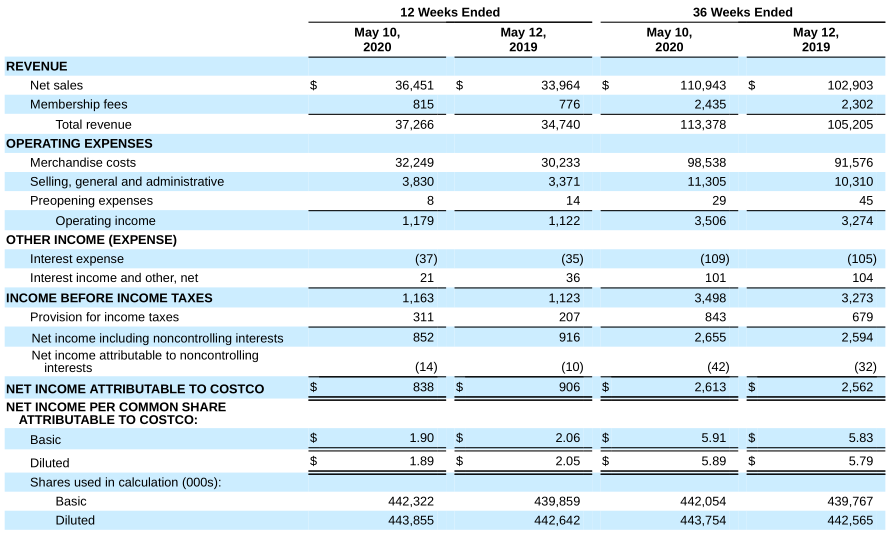 12 Weeks Ended 36 Weeks Ended
May 10, May 12, May 10, May 12,
2020 2019 2020 2019
REVENUE
Net sales $ 36,451 $ 33,964 $ 110,943 $ 102,903
Membership fees 815 776 2,435 2,302
Total revenue 37,266 34,740 113,378 105,205
OPERATING EXPENSES
Merchandise costs 32,249 30,233 98,538 91,576
Selling, general and administrative 3,830 3,371 11,305 10,310
Preopening expenses 8 14 29 45
Operating income 1,179 1,122 3,506 3,274
OTHER INCOME (EXPENSE)
Interest expense (37) (35) (109) (105)
Interest income and other, net 21 36 101 104
INCOME BEFORE INCOME TAXES 1,163 1,123 3,498 3,273
Provision for income taxes 311 207 843 679
Net income including noncontrolling interests 852 916 2,655 2,594
Net income attributable to noncontrolling
interests (14) (10) (42) (32)
NET INCOME ATTRIBUTABLE TO COSTCO $ 838 $ 906 $ 2,613 $ 2,562
NET INCOME PER COMMON SHARE
ATTRIBUTABLE TO COSTCO:
Basic $ 1.90 $ 2.06 $ 5.91 $ 5.83
Diluted $ 1.89 $ 2.05 $ 5.89 $ 5.79
Shares used in calculation (000s):
Basic 442,322 439,859 442,054 439,767
Diluted 443,855 442,642 443,754 442,565